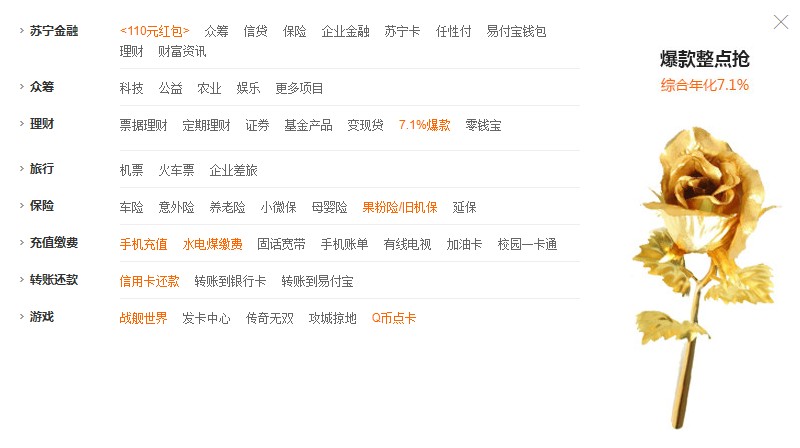 苏宁金融 <110元红包> 众筹 信贷 保险 企业金融 苏宁卡 任性付 易付宝钱包
理财 财富资讯
众筹 科技 公益 农业 娱乐 更多项目
理财 票据理财 定期理财 证券 基金产品 变现贷 7.1%爆款 零钱宝
旅行 机票 火车票 企业差旅
保险 车险 意外险 养老险 小微保 母婴险 果粉险/旧机保 延保
充值缴费 手机充值 水电煤缴费 固话宽带 手机账单 有线电视 加油卡 校园一卡通
转账还款 信用卡还款 转账到银行卡 转账到易付宝
游戏 战舰世界 发卡中心 传奇无双 攻城掠地 Q币点卡
爆款整点抢
综合年化7.1%